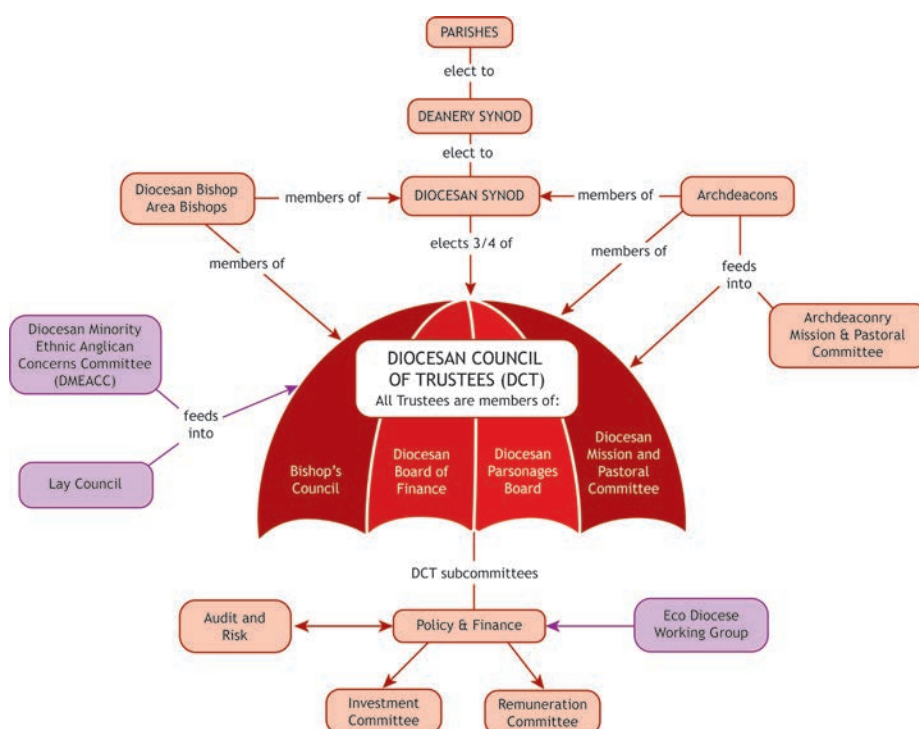 PARISHES
elect to
DEANERY SYNOD
elect to
Diocesan Bishop
Area Bishops
members of
DIOCESAN SYNOD
members of
Archdeacons
members of
elects 3/4 of
members of
feeds
into
Diocesan Minority
Ethnic Anglican
Concerns Committee
(DMEACC)
feeds
into
Lay Council
Archdeaconry
Mission & Pastoral
Committee
DIOCESAN COUNCIL
OF TRUSTEES (DCT)
All Trustees are members of:
Bishop's
Council
Diocesan
Board of
Finance
Diocesan
Parsonages
Board
Diocesan
Mission and
Pastoral
Committee
DCT subcommittees
Audit and
Risk
Policy & Finance
Eco Diocese
Working Group
Investment
Committee
Remuneration
Committee